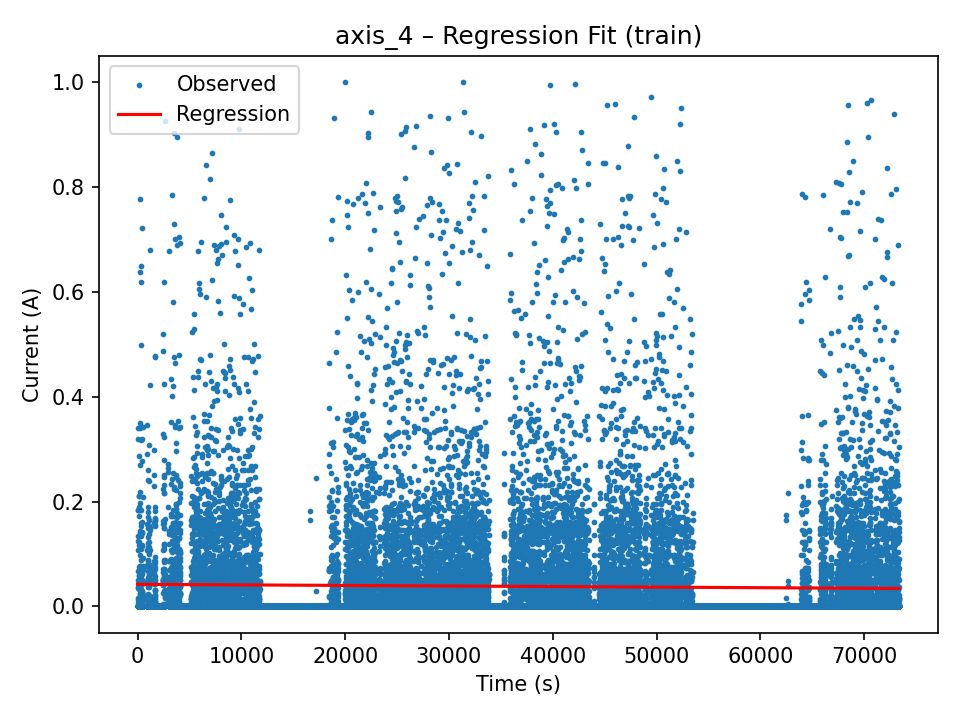 axis_4 – Regression Fit (train)
Observed
Regression
Current (A)
1.0
0.8
0.6
0.4
0.2
0.0
0 10000 20000 30000 40000 50000 60000 70000
Time (s)